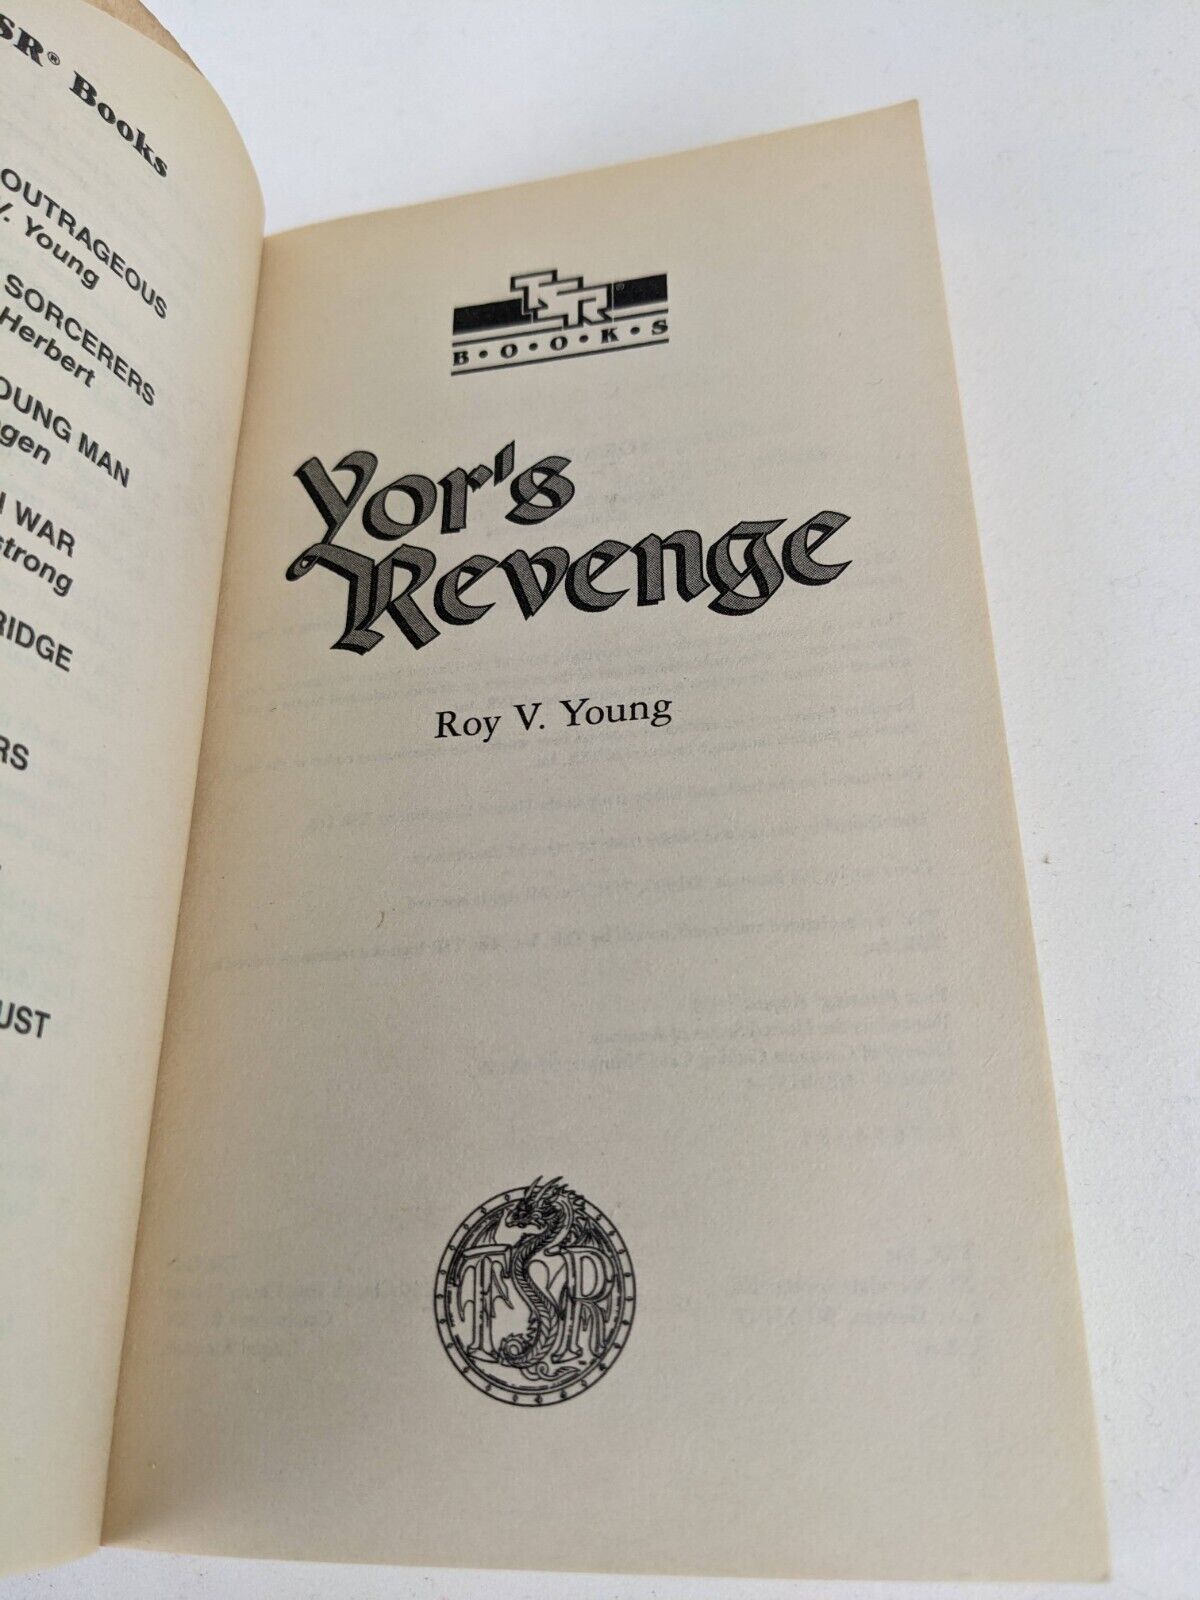 SR® Books
OUTRAGEOUS
V. Young
SORCERERS
Herbert
OUNG MAN
gen
WAR
strong
RIDGE
RS
UST
TSR®
B•O•O•K•S
Yor's
Revenge
Roy V. Young
TSR